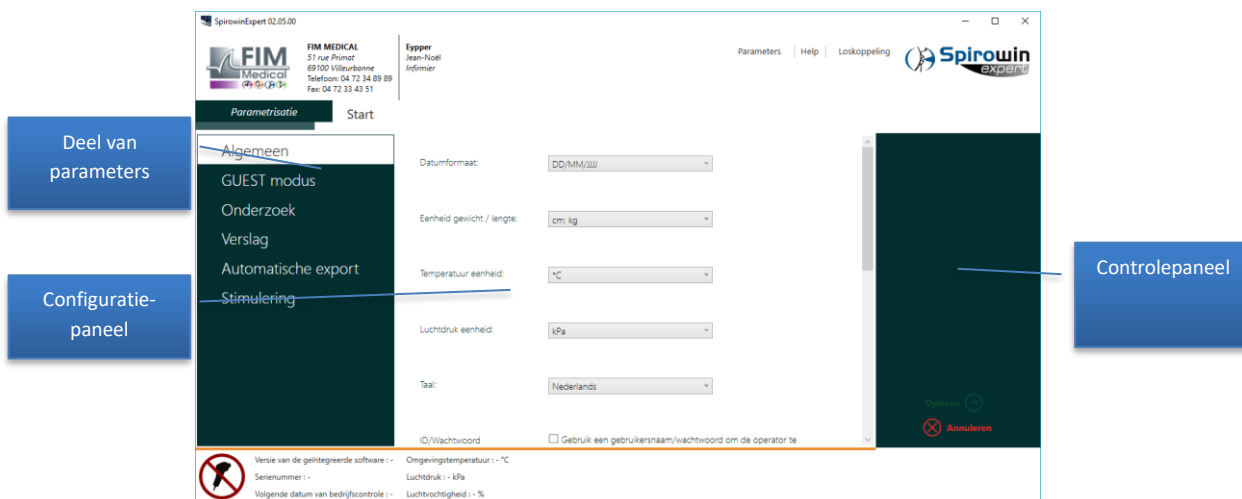 SpirowinExpert 02.05.00
FIM
Medical
FIM MEDICAL
51 rue Primat
69100 Villeurbanne
Telefoon: 04 72 34 89 89
Fax: 04 72 33 43 51
Eypper
Jean-Noël
Infirmier
Parameters
Help
Loskoppeling
Spirowin
expert
Parametrisatie
Start
Deel van
parameters
Configuratie-
paneel
Algemeen
GUEST modus
Onderzoek
Verslag
Automatische export
Stimulering
Datumformaat:
DD/MM/JJJJ
Eenheid gewicht / lengte:
cm: kg
Temperatuur eenheid:
°C
Luchtdruk eenheid:
kPa
Taal:
Nederlands
ID/Wachtwoord
Gebruik een gebruikersnaam/wachtwoord om de operator te
Controlepaneel
Opslaan
Annuleren
Versie van de geïntegreerde software : -
Serienummer : -
Volgende datum van bedrijfscontrole : -
Omgevingstemperatuur : - °C
Luchtdruk : - kPa
Luchtvochtigheid : - %